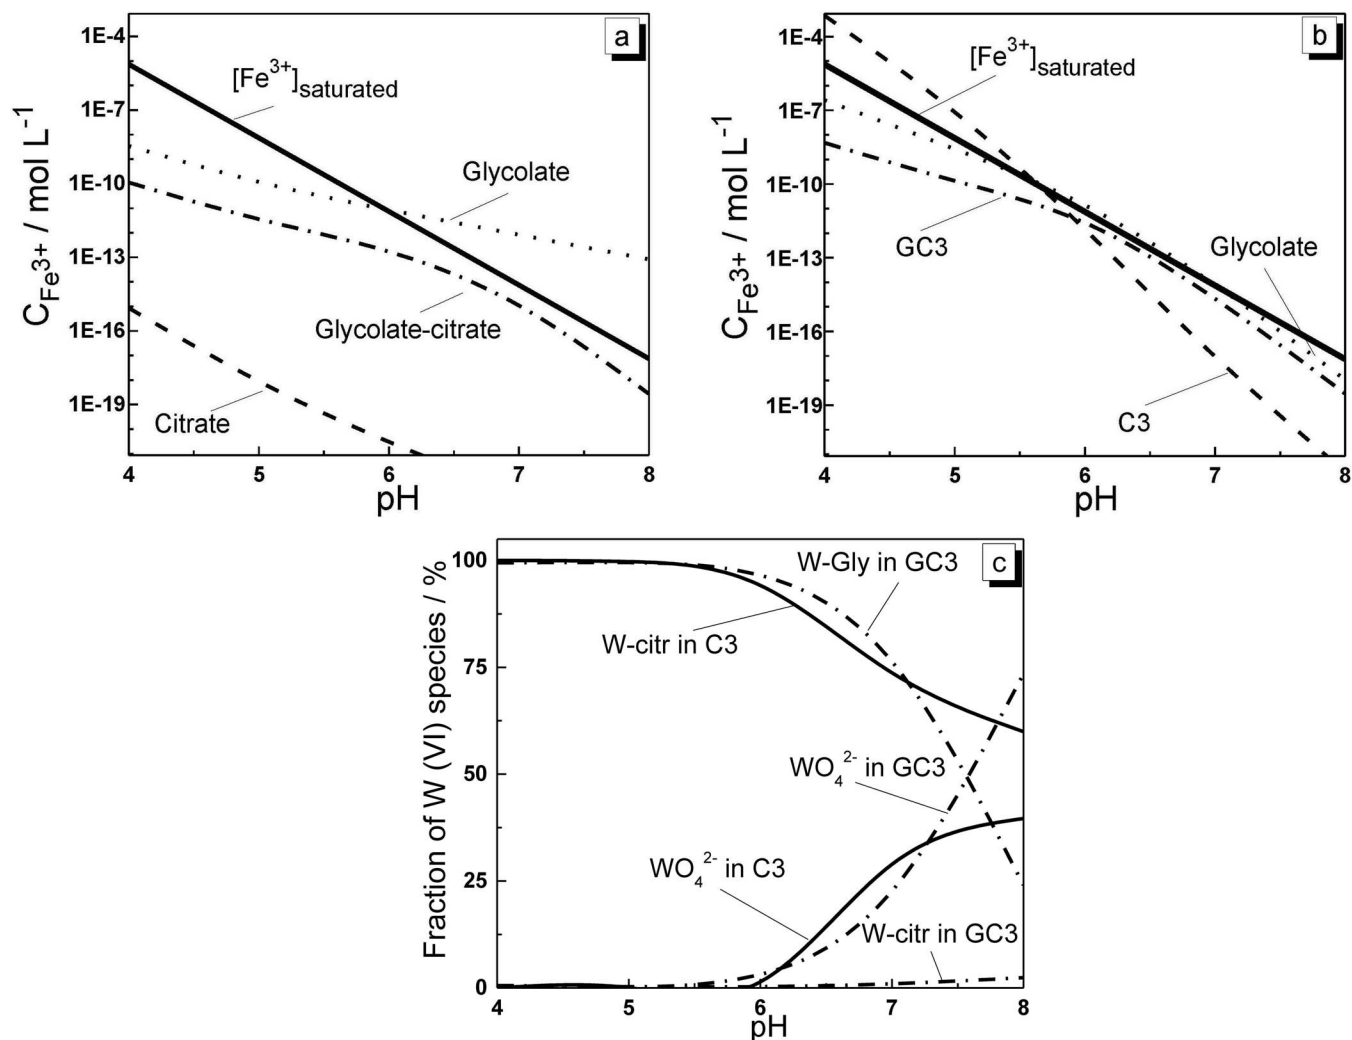 a
C_Fe³⁺ / mol L⁻¹
1E-4
1E-7
1E-10
1E-13
1E-16
1E-19
[Fe³⁺]saturated
Glycolate
Glycolate-citrate
Citrate
4 5 6 7 8
pH
b
C_Fe³⁺ / mol L⁻¹
1E-4
1E-7
1E-10
1E-13
1E-16
1E-19
[Fe³⁺]saturated
GC3
Glycolate
C3
4 5 6 7 8
pH
c
Fraction of W (VI) species / %
100
75
50
25
0
W-Gly in GC3
W-citr in C3
WO₄²⁻ in GC3
WO₄²⁻ in C3
W-citr in GC3
4 5 6 7 8
pH